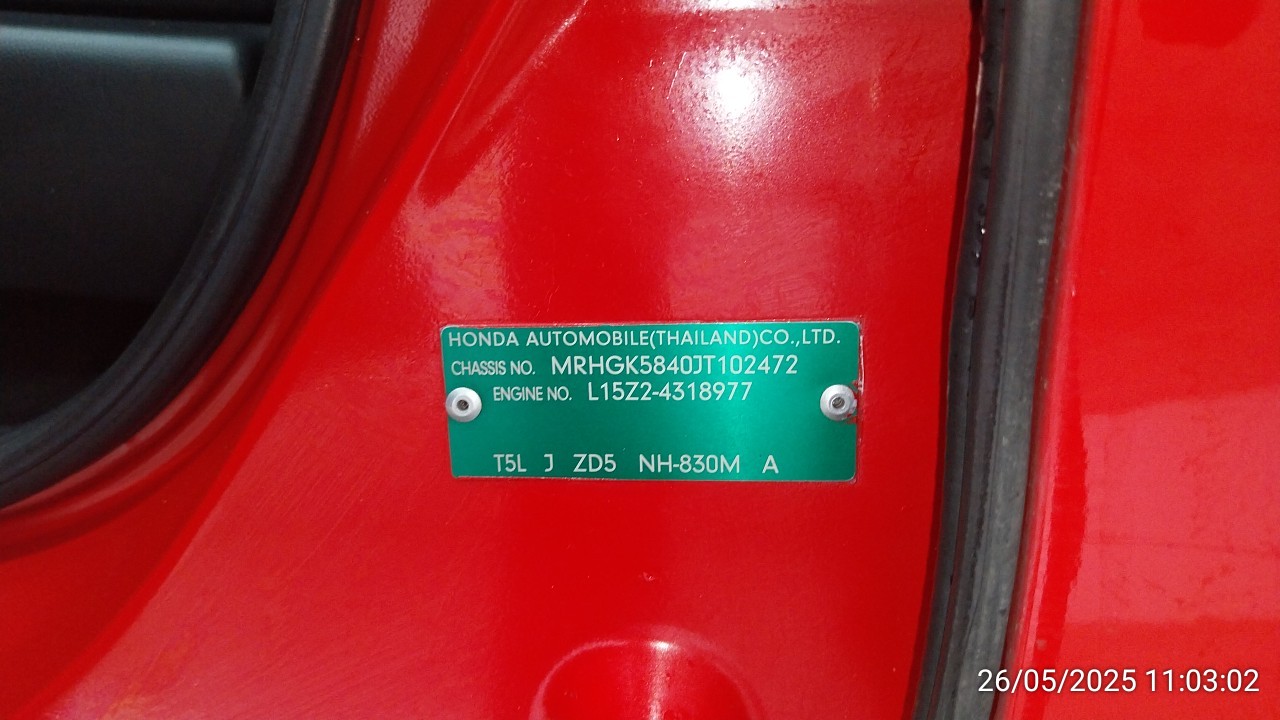 HONDA AUTOMOBILE(THAILAND)CO.,LTD.
CHASSIS NO. MRHGK5840JT102472
ENGINE NO. L15Z2-4318977
T5L J ZD5 NH-830M A
26/05/2025 11:03:02